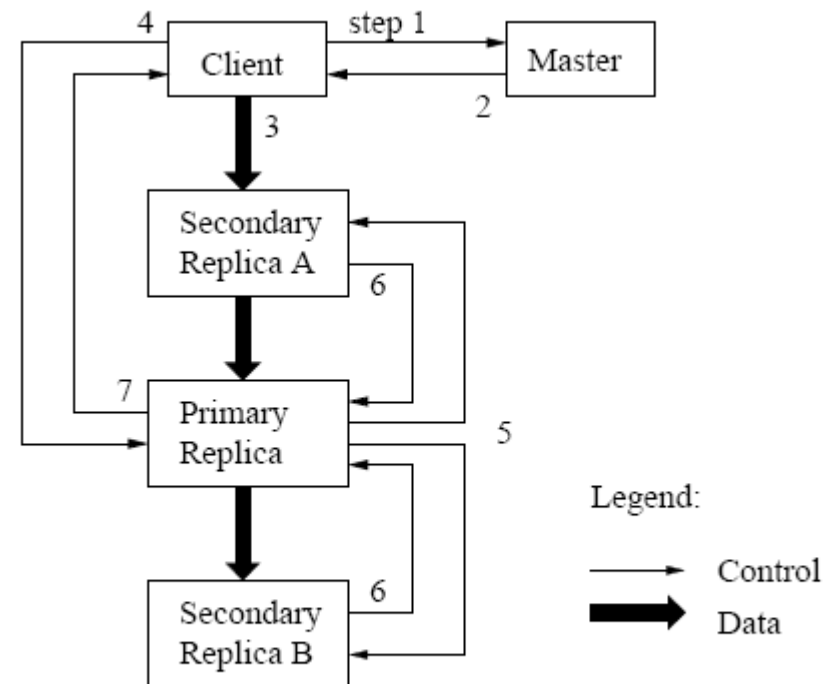 4
step 1
Client
Master
2
3
Secondary
Replica A
6
7
Primary
Replica
5
Legend:
6
Control
Secondary
Replica B
Data